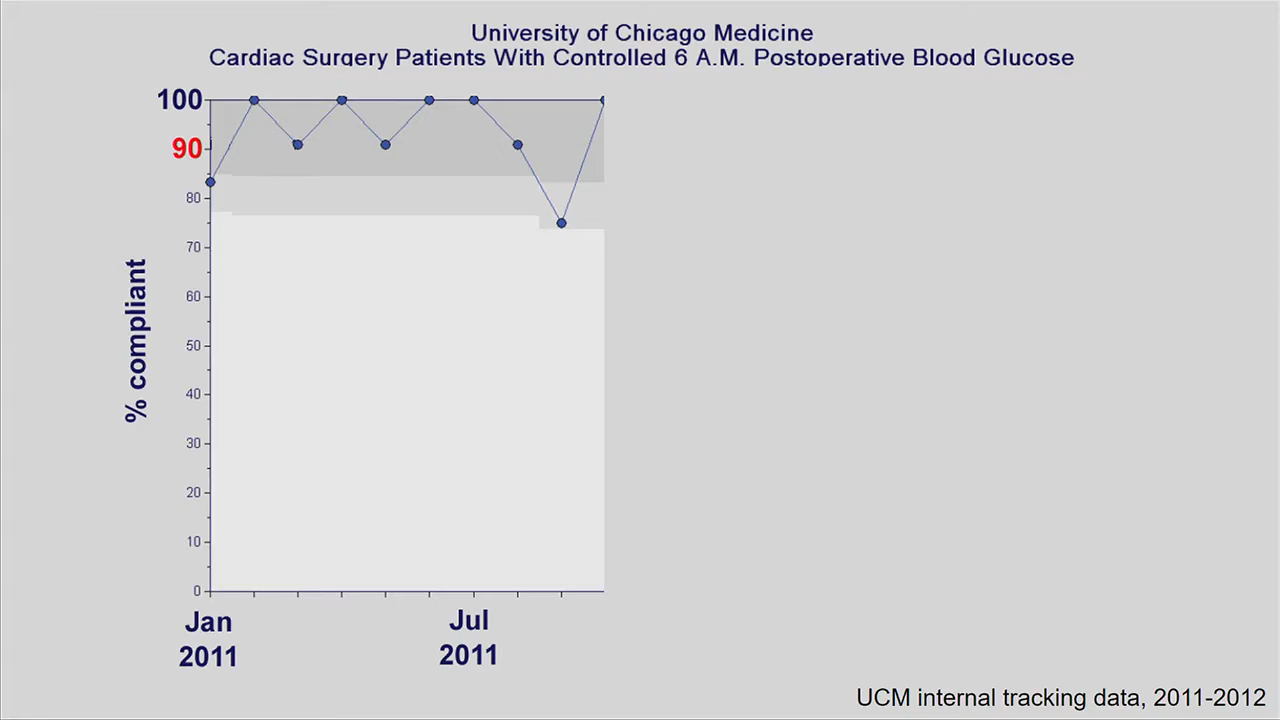 University of Chicago Medicine
Cardiac Surgery Patients With Controlled 6 A.M. Postoperative Blood Glucose
100
90
80
70
60
50
40
30
20
10
0
% compliant
Jan
2011
Jul
2011
UCM internal tracking data, 2011-2012